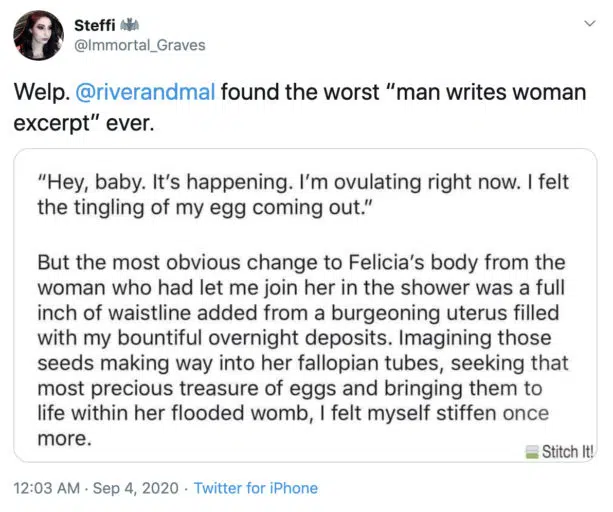 Steffi
@Immortal_Graves
Welp. @riverandmal found the worst “man writes woman
excerpt” ever.
“Hey, baby. It’s happening. I’m ovulating right now. I felt
the tingling of my egg coming out.”
But the most obvious change to Felicia’s body from the
woman who had let me join her in the shower was a full
inch of waistline added from a burgeoning uterus filled
with my bountiful overnight deposits. Imagining those
seeds making way into her fallopian tubes, seeking that
most precious treasure of eggs and bringing them to
life within her flooded womb, I felt myself stiffen once
more.
Stitch It!
12:03 AM · Sep 4, 2020 · Twitter for iPhone